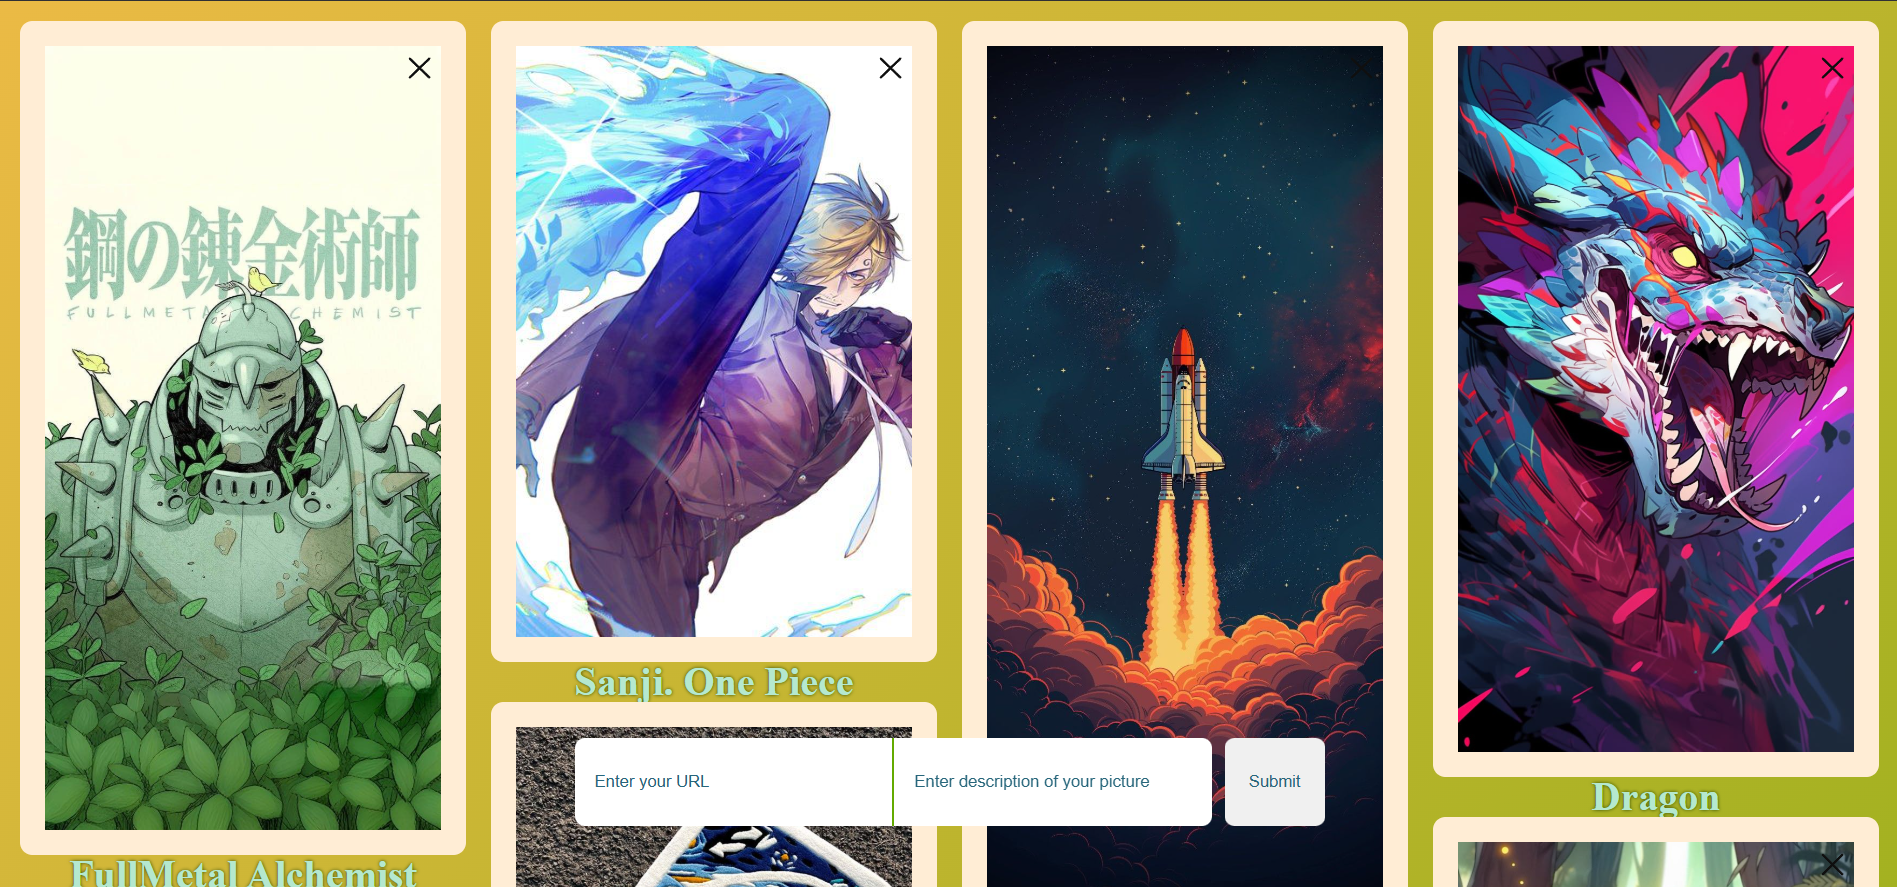 鋼の錬金術師
FULLMETAL ALCHEMIST
Sanji. One Piece
Enter your URL
Enter description of your picture
Submit
Dragon
FullMetal Alchemist